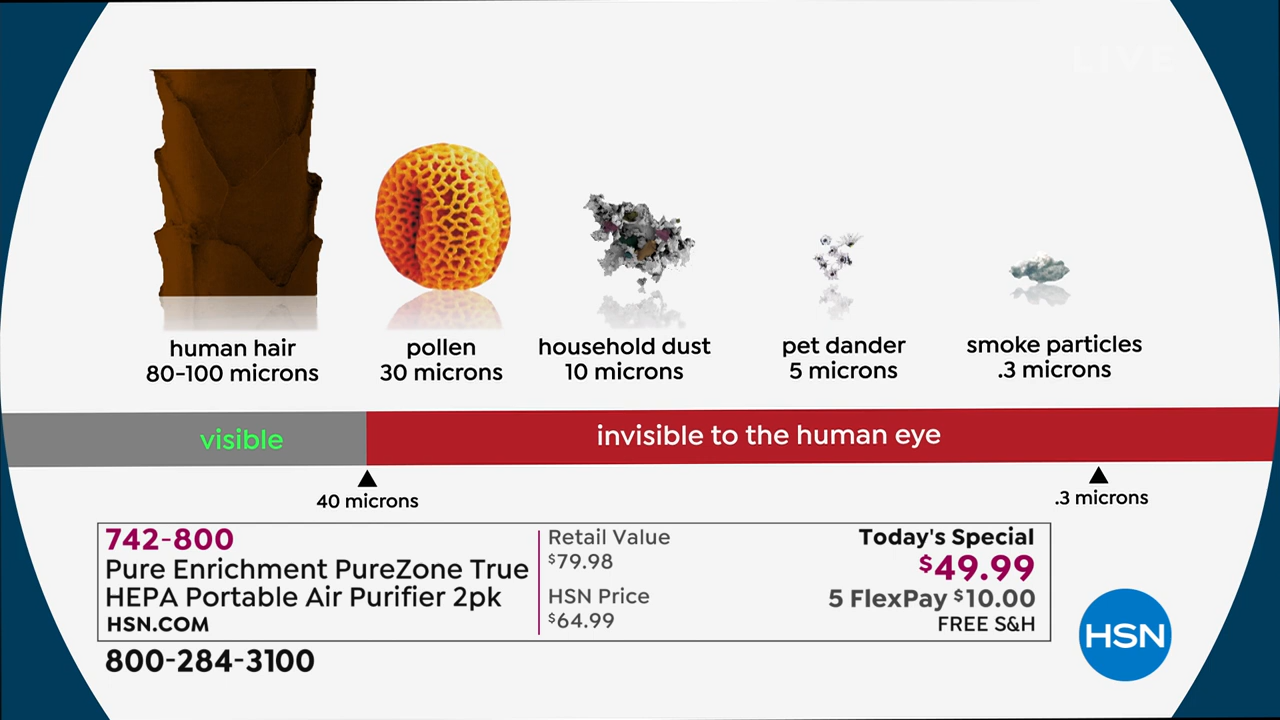 LIVE
human hair
80-100 microns
pollen
30 microns
household dust
10 microns
pet dander
5 microns
smoke particles
.3 microns
visible
invisible to the human eye
40 microns
.3 microns
742-800
Pure Enrichment PureZone True
HEPA Portable Air Purifier 2pk
HSN.COM
Retail Value
$79.98
HSN Price
$64.99
Today's Special
$49.99
5 FlexPay $10.00
FREE S&H
800-284-3100
HSN